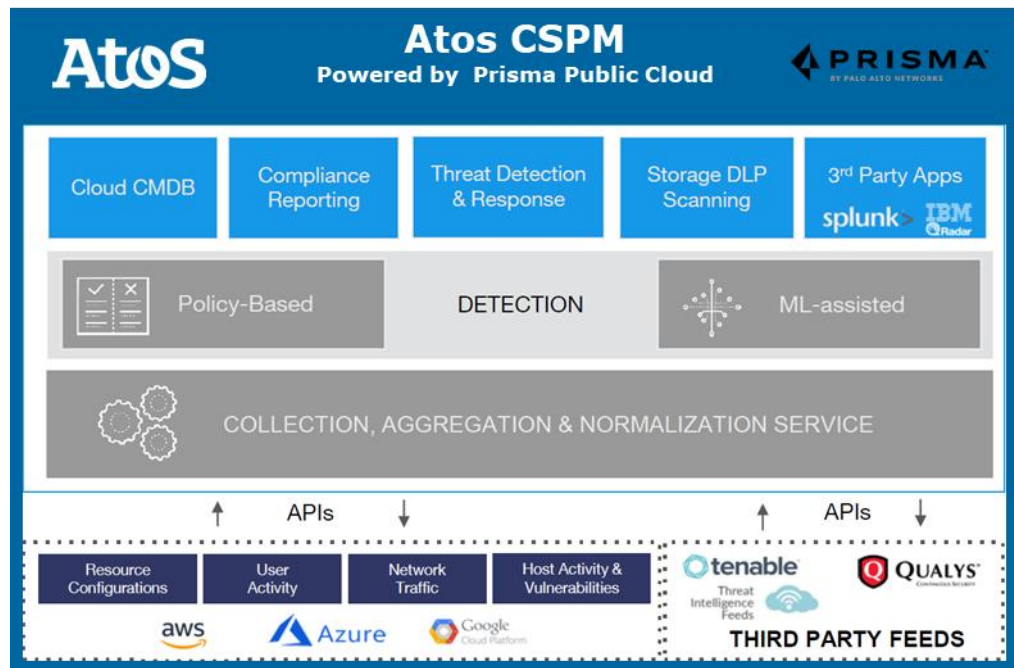 Atos
Atos CSPM
Powered by Prisma Public Cloud
PRISMA
BY PALO ALTO NETWORKS
Cloud CMDB
Compliance
Reporting
Threat Detection
& Response
Storage DLP
Scanning
3rd Party Apps
splunk>
IBM
QRadar
Policy-Based
DETECTION
ML-assisted
COLLECTION, AGGREGATION & NORMALIZATION SERVICE
APIs
APIs
Resource
Configurations
User
Activity
Network
Traffic
Host Activity &
Vulnerabilities
aws
Azure
Google
Cloud Platform
tenable
Threat
Intelligence
Feeds
QUALYS
CONTINUOUS SECURITY
THIRD PARTY FEEDS